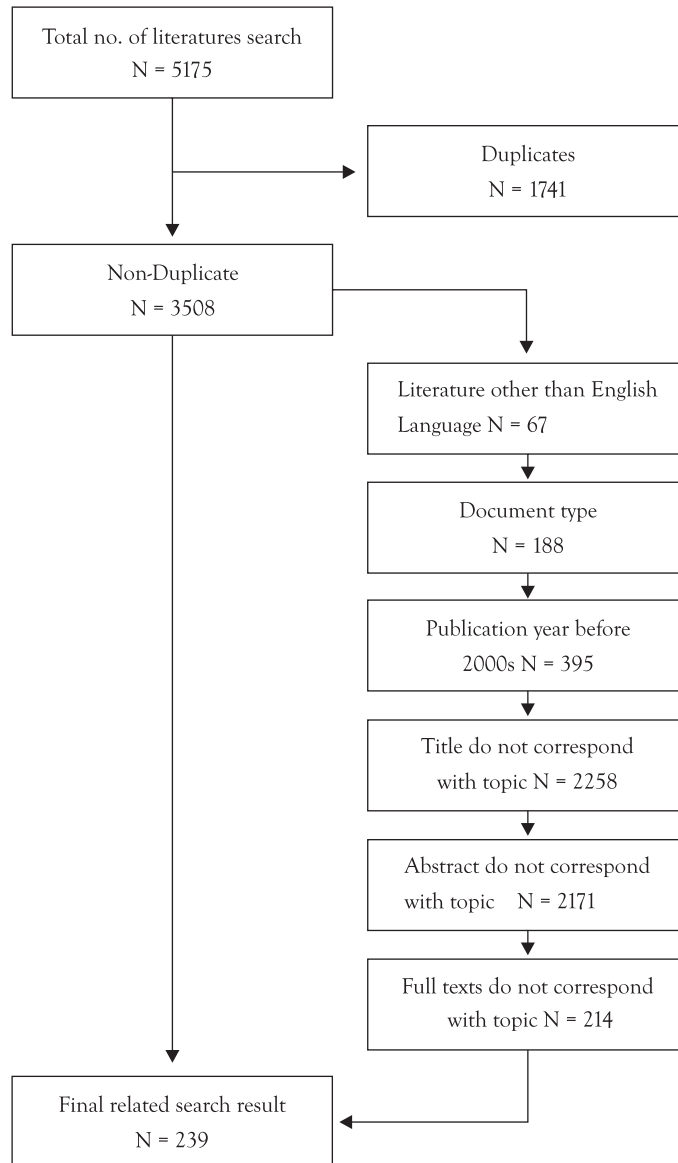 Total no. of literatures search
N = 5175
Duplicates
N = 1741
Non-Duplicate
N = 3508
Literature other than English
Language N = 67
Document type
N = 188
Publication year before
2000s N = 395
Title do not correspond
with topic N = 2258
Abstract do not correspond
with topic N = 2171
Full texts do not correspond
with topic N = 214
Final related search result
N = 239